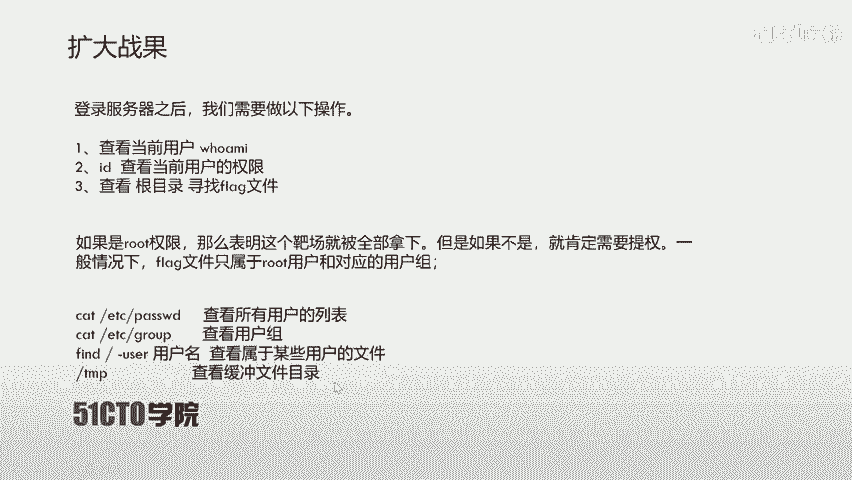 扩大战果
登录服务器之后，我们需要做以下操作。
1、查看当前用户 whoami
2、id 查看当前用户的权限
3、查看 根目录 寻找flag文件
如果是root权限，那么表明这个靶场就被全部拿下。但是如果不是，就肯定需要提权。一
般情况下，flag文件只属于root用户和对应的用户组；
cat /etc/passwd 查看所有用户的列表
cat /etc/group 查看用户组
find / -user 用户名 查看属于某些用户的文件
/tmp 查看缓冲文件目录
51CTO学院